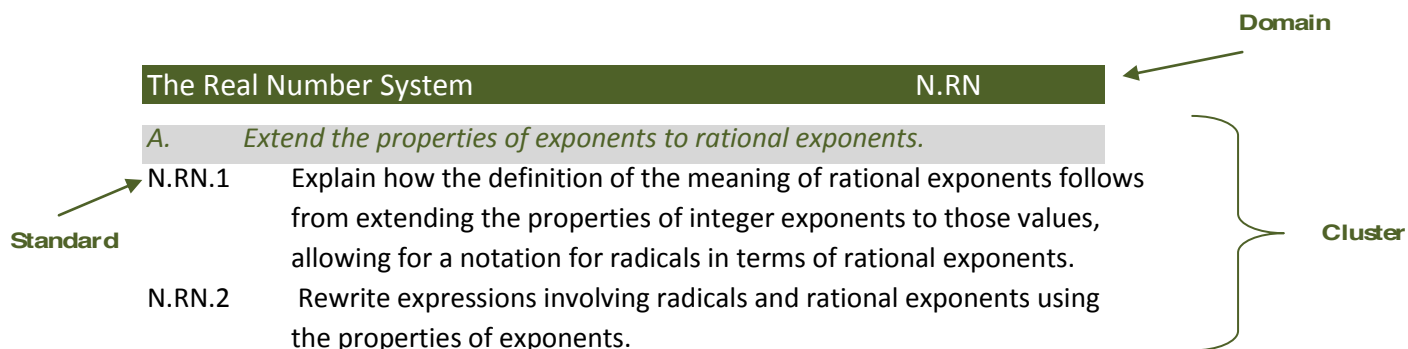 Domain
The Real Number System N.RN
A. Extend the properties of exponents to rational exponents.
N.RN.1 Explain how the definition of the meaning of rational exponents follows
from extending the properties of integer exponents to those values,
Standard
Cluster
allowing for a notation for radicals in terms of rational exponents.
N.RN.2 Rewrite expressions involving radicals and rational exponents using
the properties of exponents.